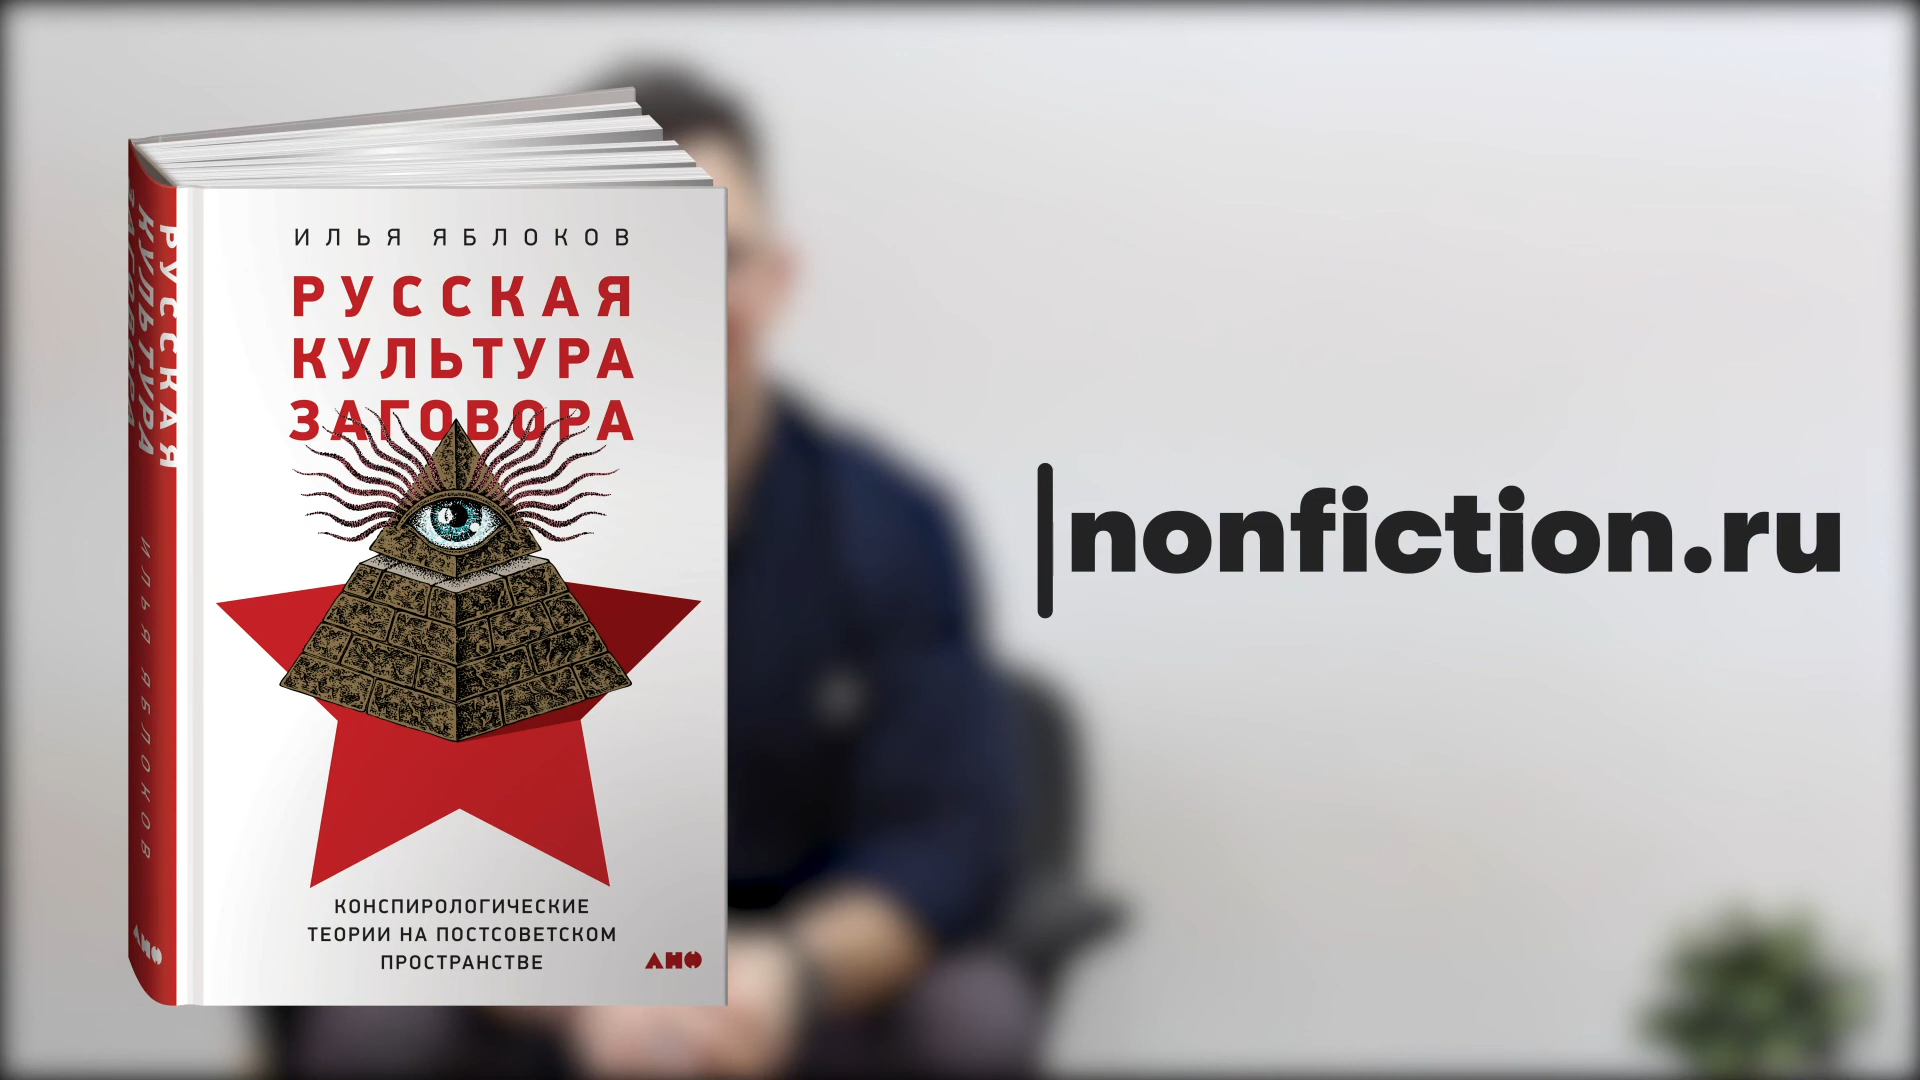 ИЛЬЯ ЯБЛОКОВ
РУССКАЯ
КУЛЬТУРА
ЗАГОВОРА
КОНСПИРОЛОГИЧЕСКИЕ
ТЕОРИИ НА ПОСТСОВЕТСКОМ
ПРОСТРАНСТВЕ
АНФ
РУССКАЯ
КУЛЬТУРА
ЗАГОВОРА
ИЛЬЯ ЯБЛОКОВ
АНФ
|nonfiction.ru